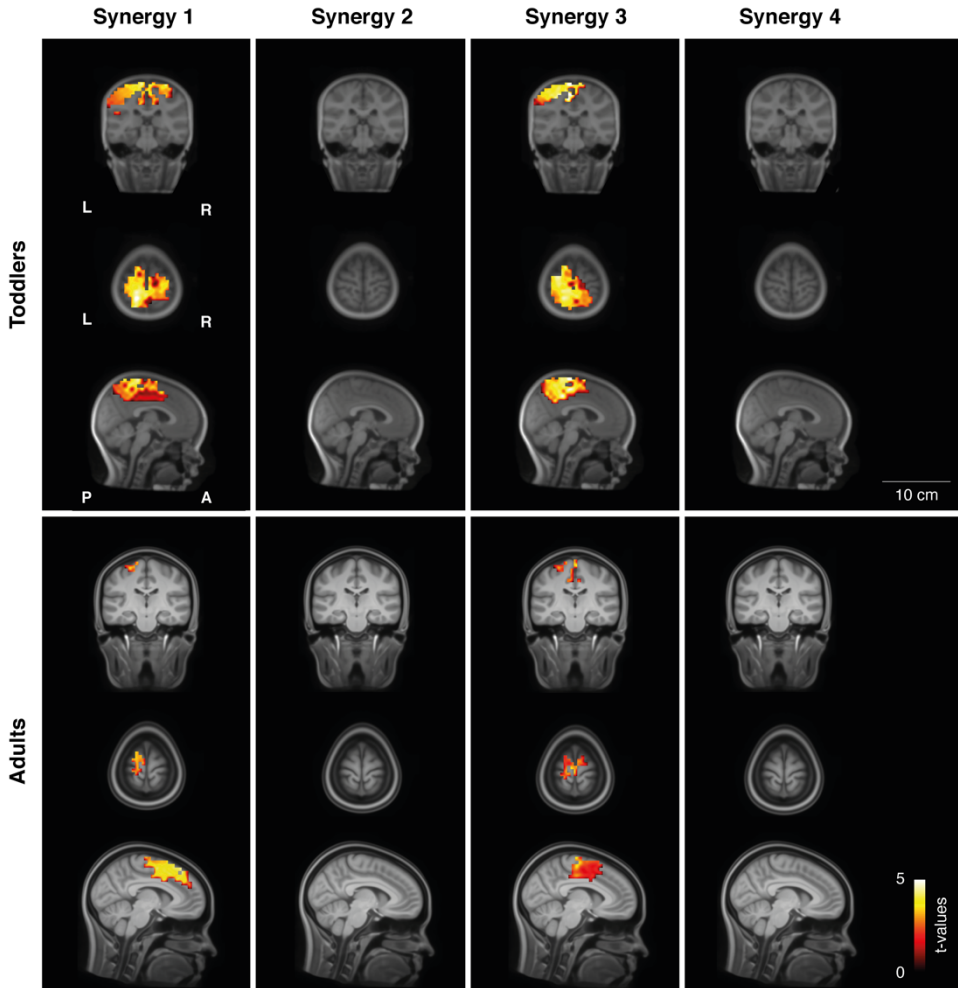 Synergy 1 Synergy 2 Synergy 3 Synergy 4
Toddlers
L R
L R
P A
10 cm
Adults
5
t-values
0